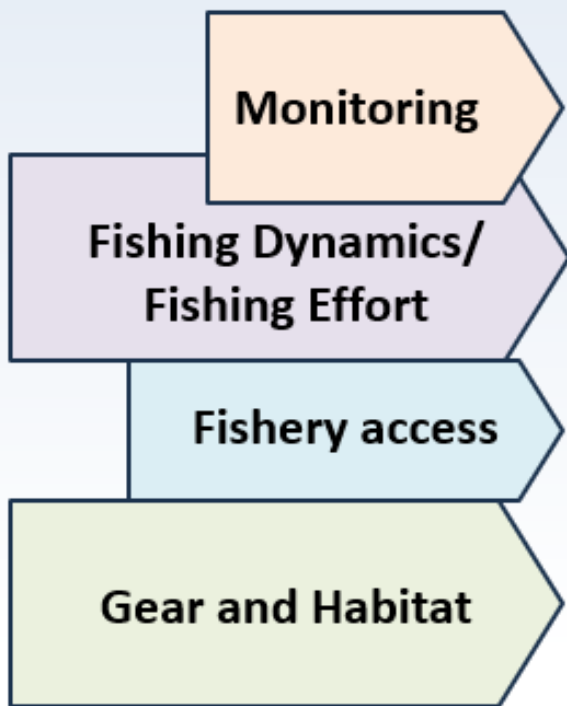 Monitoring
Fishing Dynamics/
Fishing Effort
Fishery access
Gear and Habitat